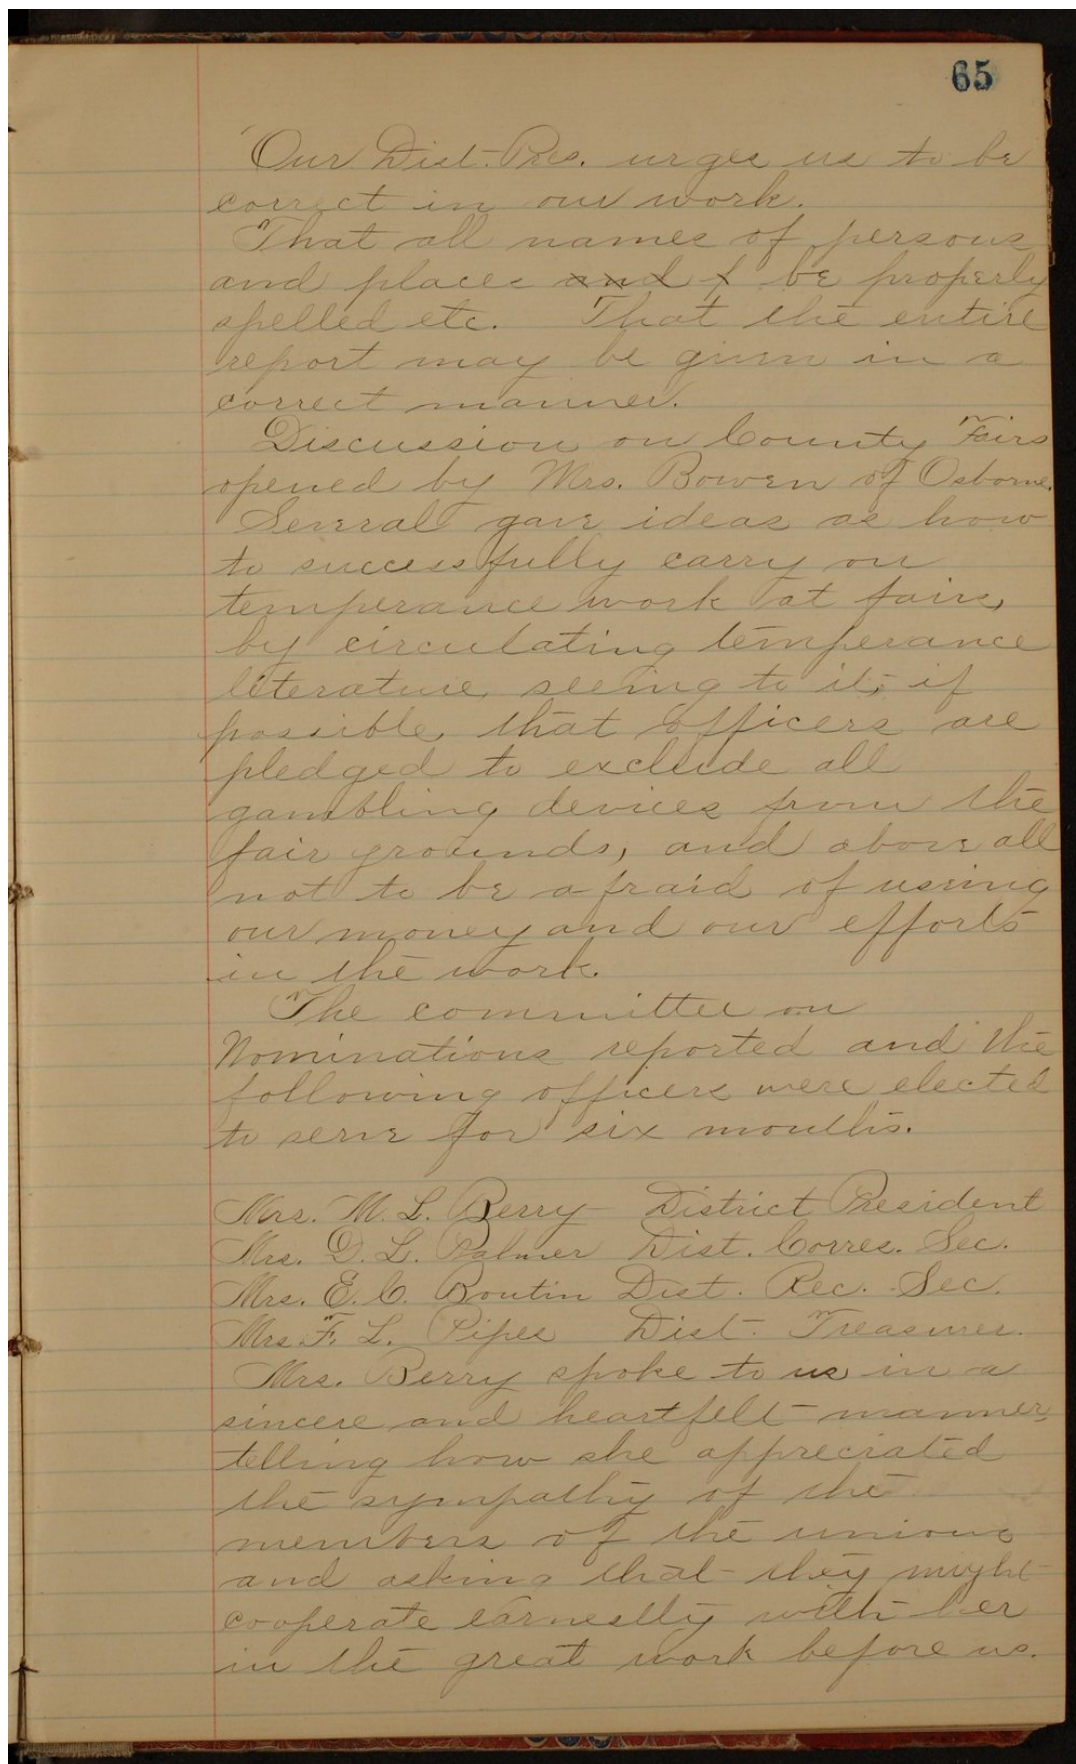 65
Our Dist. Pres. urges us to be
correct in our work.
That all names of persons
and places and f be properly
spelled etc. That the entire
report may be given in a
correct manner.
Discussion on County Fairs
opened by Mrs. Bowen of Osborne.
Several gave ideas as how
to successfully carry on
temperance work at fairs,
by circulating temperance
literature, seeing to it, if
possible, that officers are
pledged to exclude all
gambling devices from the
fair grounds, and above all
not to be afraid of useing
our money and our efforts
in the work.
The committee on
Nominations reported and the
following officers were elected
to serve for six months.
Mrs. M. L. Berry District President
Mrs. D. L. Palmer Dist. Corres. Sec.
Mrs. E. C. Boutin Dist. Rec. Sec.
Mrs. F. L. Pipes Dist. Treasurer.
Mrs. Berry spoke to us in a
sincere and heartfelt manner,
telling how she appreciated
the sympathy of the
members of the unions
and asking that they might
cooperate earnestly with her
in the great work before us.